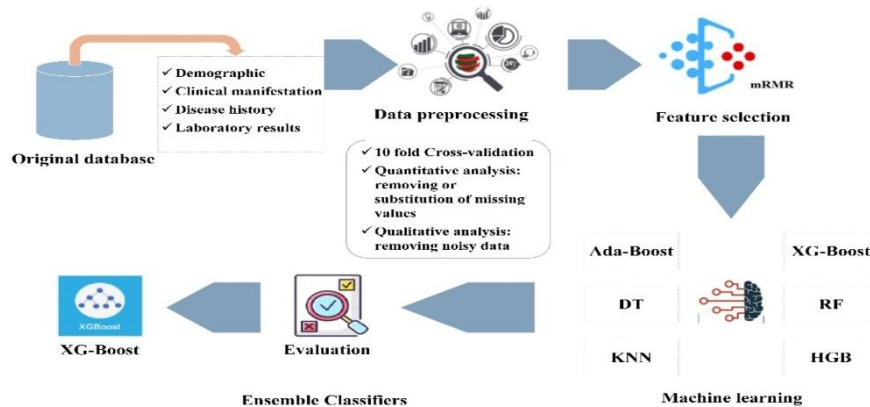 ✓ Demographic
✓ Clinical manifestation
✓ Disease history
✓ Laboratory results
Original database
Data preprocessing
mRMR
Feature selection
✓ 10 fold Cross-validation
✓ Quantitative analysis:
removing or
substitution of missing
values
✓ Qualitative analysis:
removing noisy data
Ada-Boost
XG-Boost
DT
RF
KNN
HGB
Machine learning
Evaluation
XGBoost
XG-Boost
Ensemble Classifiers